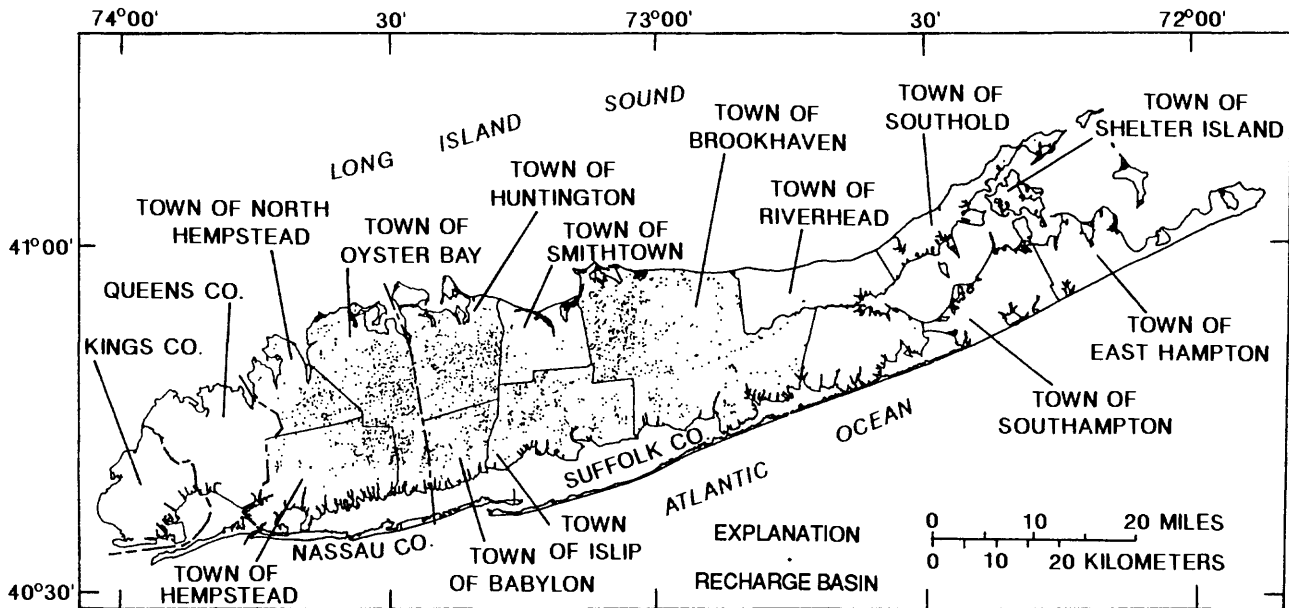 74°00'
30'
73°00'
30'
72°00'
LONG ISLAND SOUND
TOWN OF
BROOKHAVEN
TOWN OF
SOUTHOLD
TOWN OF
SHELTER ISLAND
TOWN OF
HUNTINGTON
TOWN OF
RIVERHEAD
TOWN OF NORTH
HEMPSTEAD
TOWN OF
OYSTER BAY
TOWN OF
SMITHTOWN
41°00'
QUEENS CO.
KINGS CO.
TOWN OF
EAST HAMPTON
TOWN OF
SOUTHAMPTON
SUFFOLK CO.
ATLANTIC OCEAN
NASSAU CO.
TOWN OF
HEMPSTEAD
TOWN
OF BABYLON
TOWN
OF ISLIP
EXPLANATION
RECHARGE BASIN
0 10 20 MILES
0 10 20 KILOMETERS
40°30'